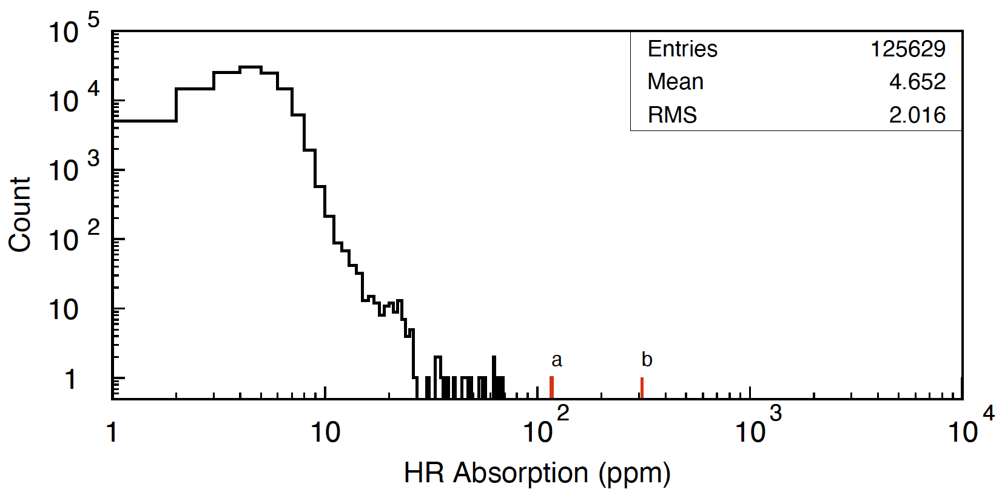 10 5
Entries 125629
Mean 4.652
RMS 2.016
10 4
10 3
10 2
10
1
Count
a b
1 10 10 2 10 3 10 4
HR Absorption (ppm)